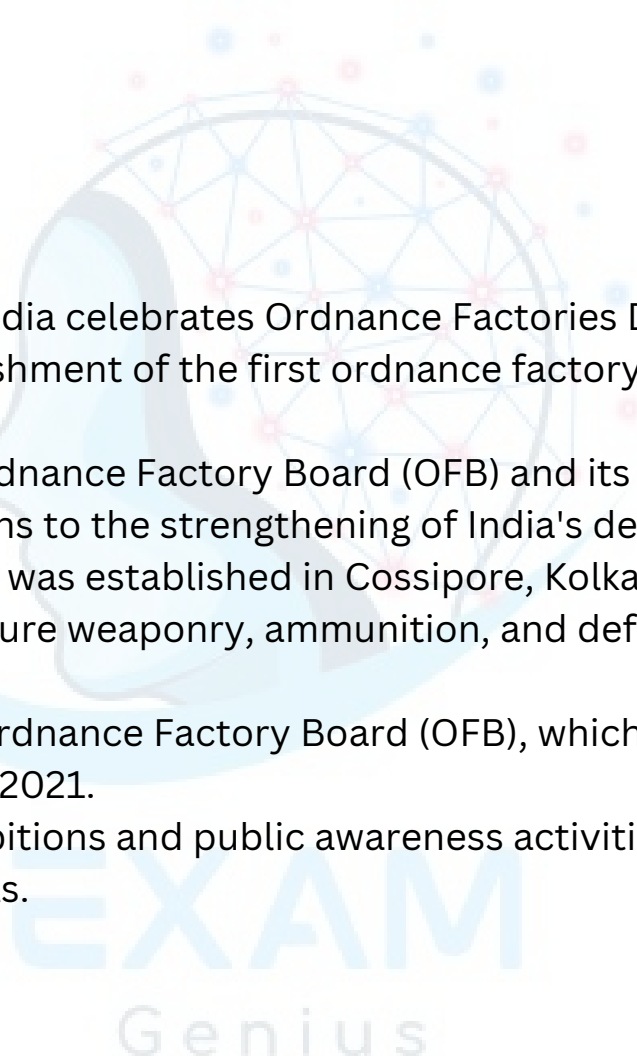 dia celebrates Ordnance Factories D
shment of the first ordnance factory
dnance Factory Board (OFB) and its
ns to the strengthening of India's de
was established in Cossipore, Kolka
ure weaponry, ammunition, and def
rdnance Factory Board (OFB), which
2021.
bitions and public awareness activiti
s.
EXAM
Genius